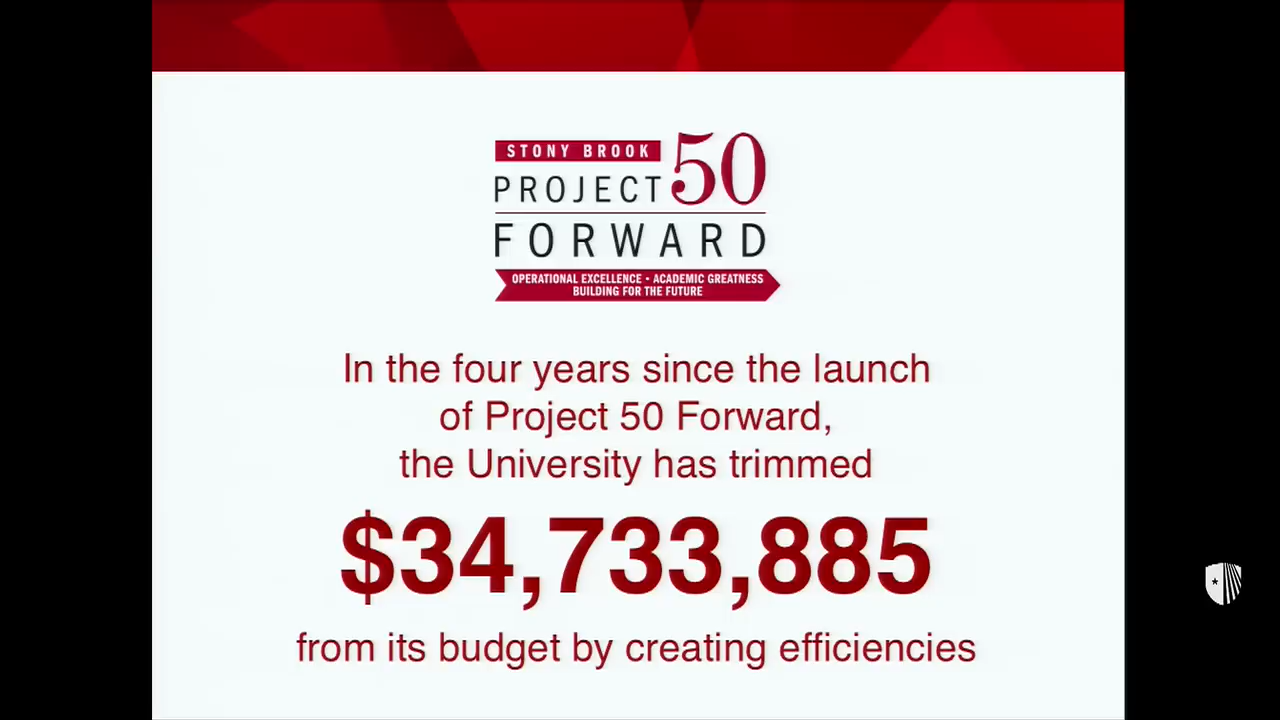 STONY BROOK
PROJECT 50
FORWARD
OPERATIONAL EXCELLENCE • ACADEMIC GREATNESS
BUILDING FOR THE FUTURE
In the four years since the launch
of Project 50 Forward,
the University has trimmed
$34,733,885
from its budget by creating efficiencies